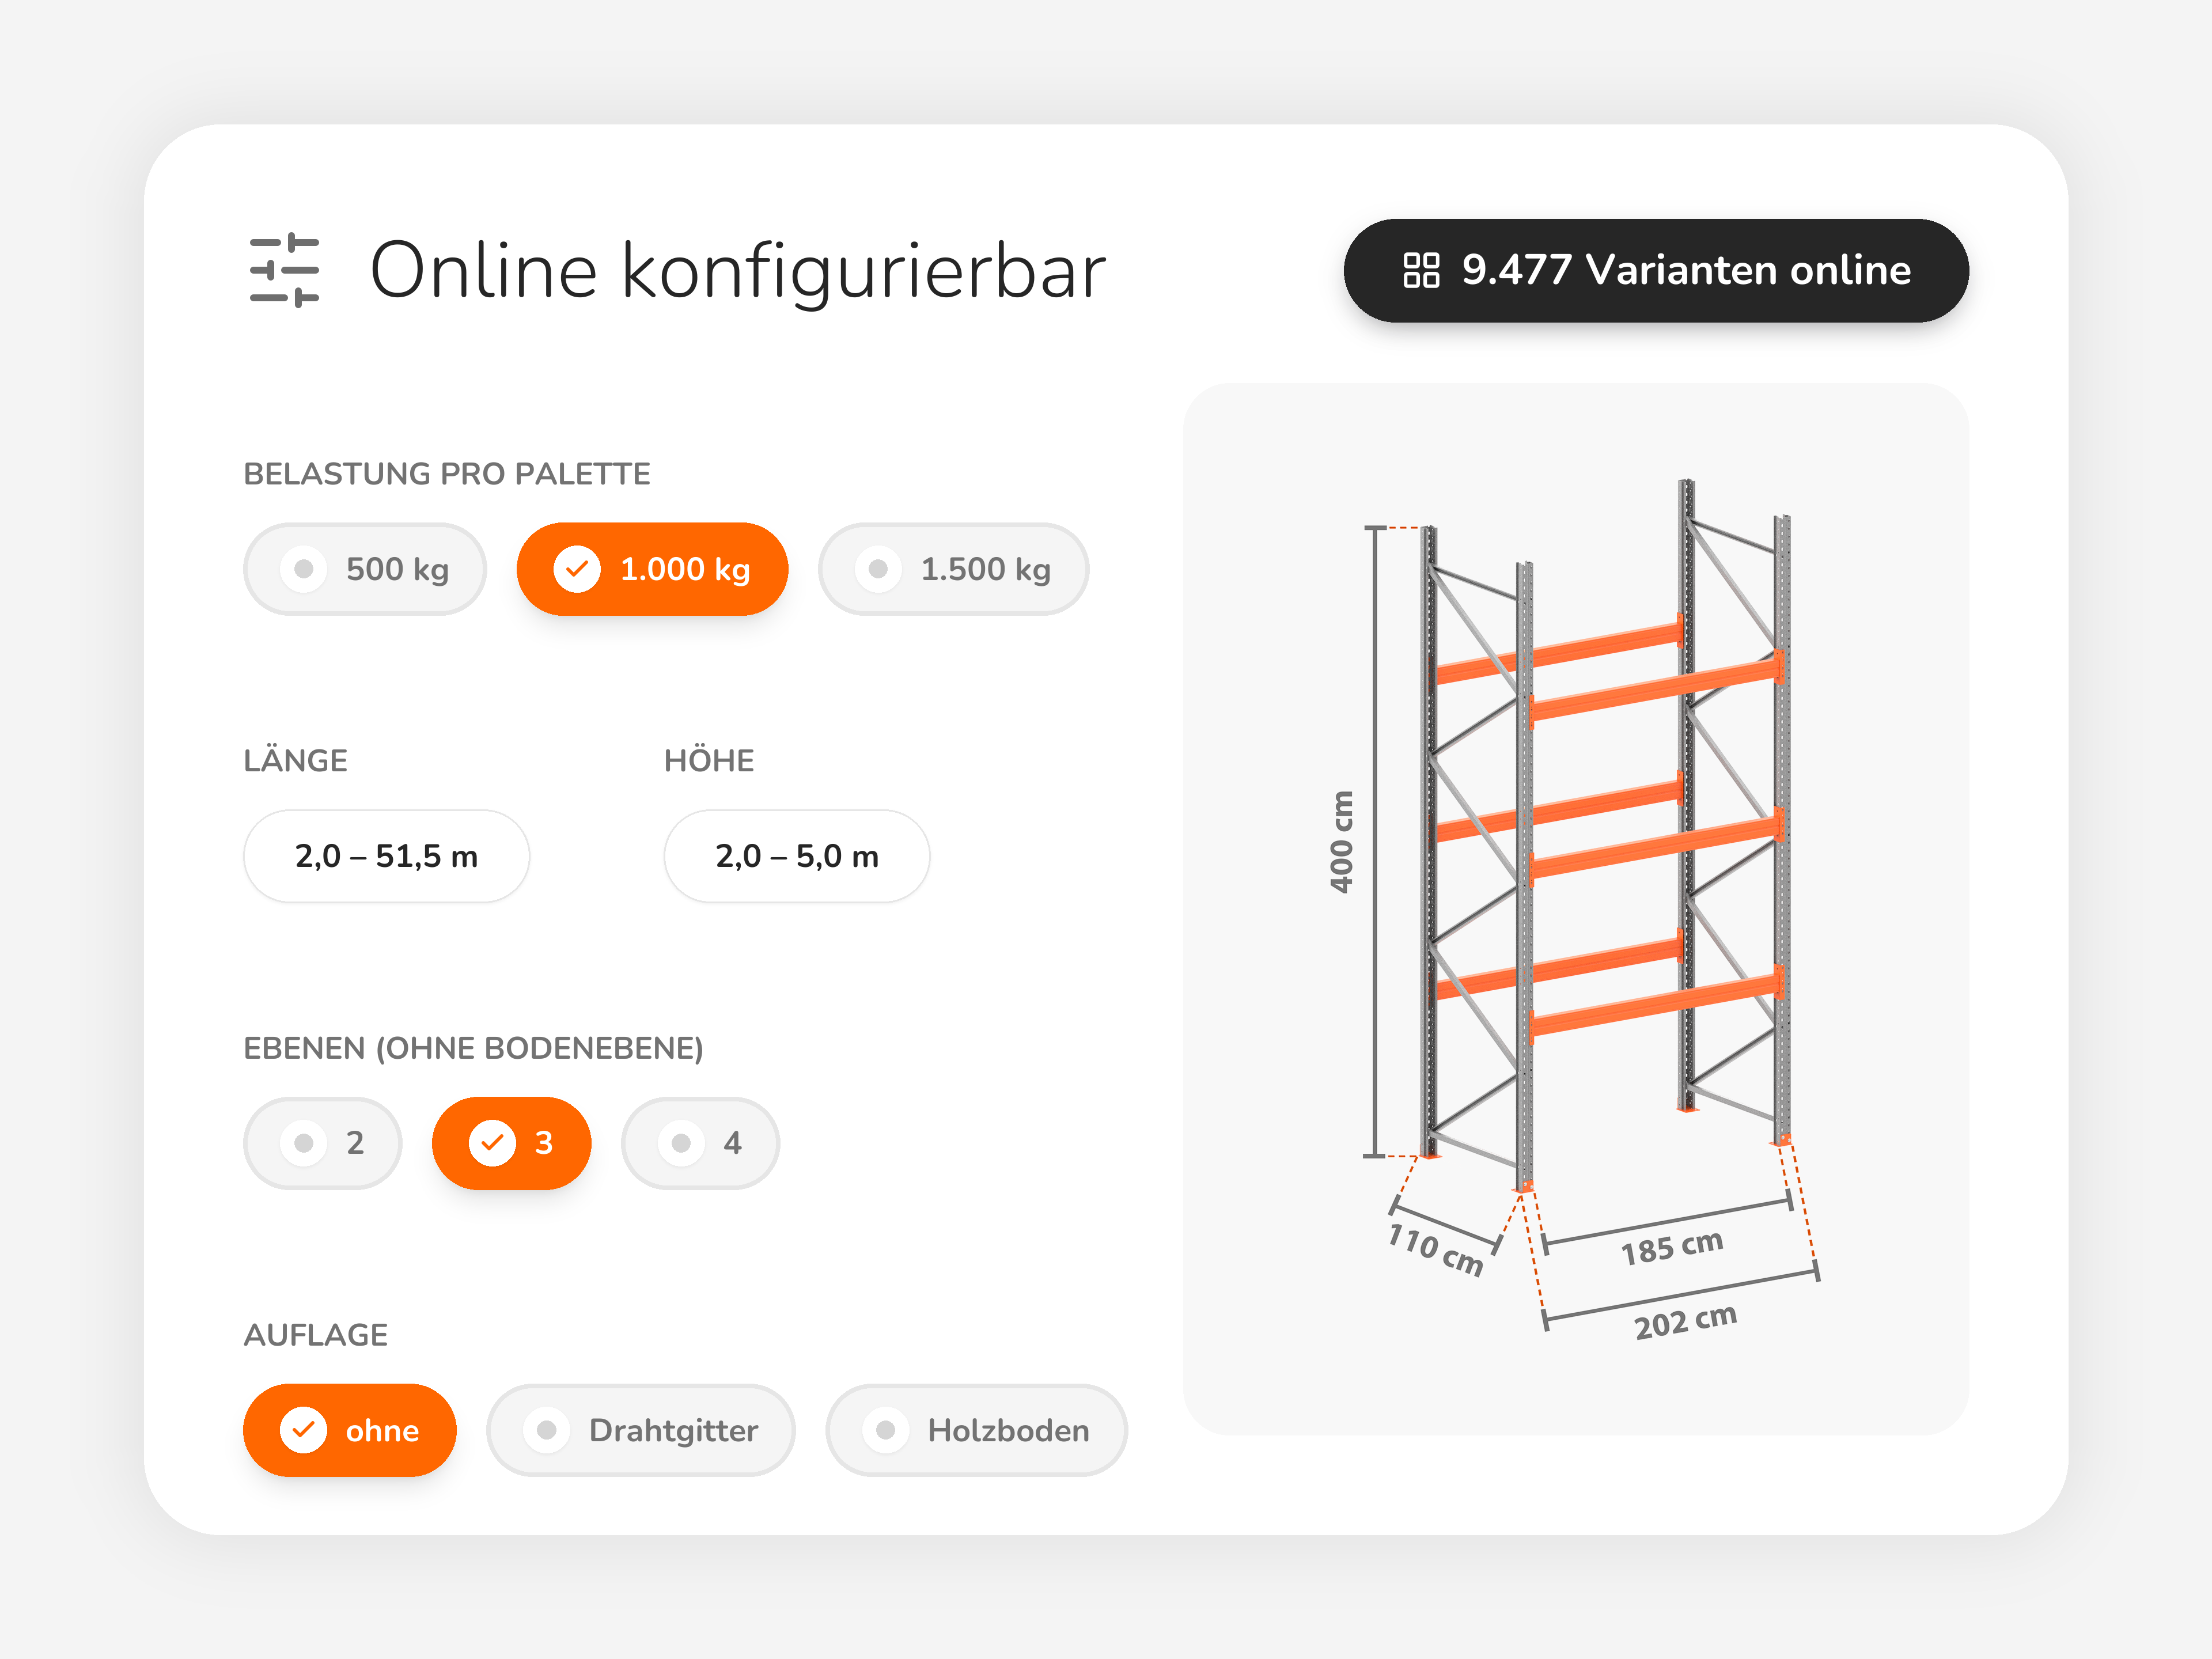 Online konfigurierbar
9.477 Varianten online
BELASTUNG PRO PALETTE
500 kg
1.000 kg
1.500 kg
LÄNGE
HÖHE
2,0 – 51,5 m
2,0 – 5,0 m
EBENEN (OHNE BODENEBENE)
2
3
4
AUFLAGE
ohne
Drahtgitter
Holzboden
400 cm
110 cm
185 cm
202 cm